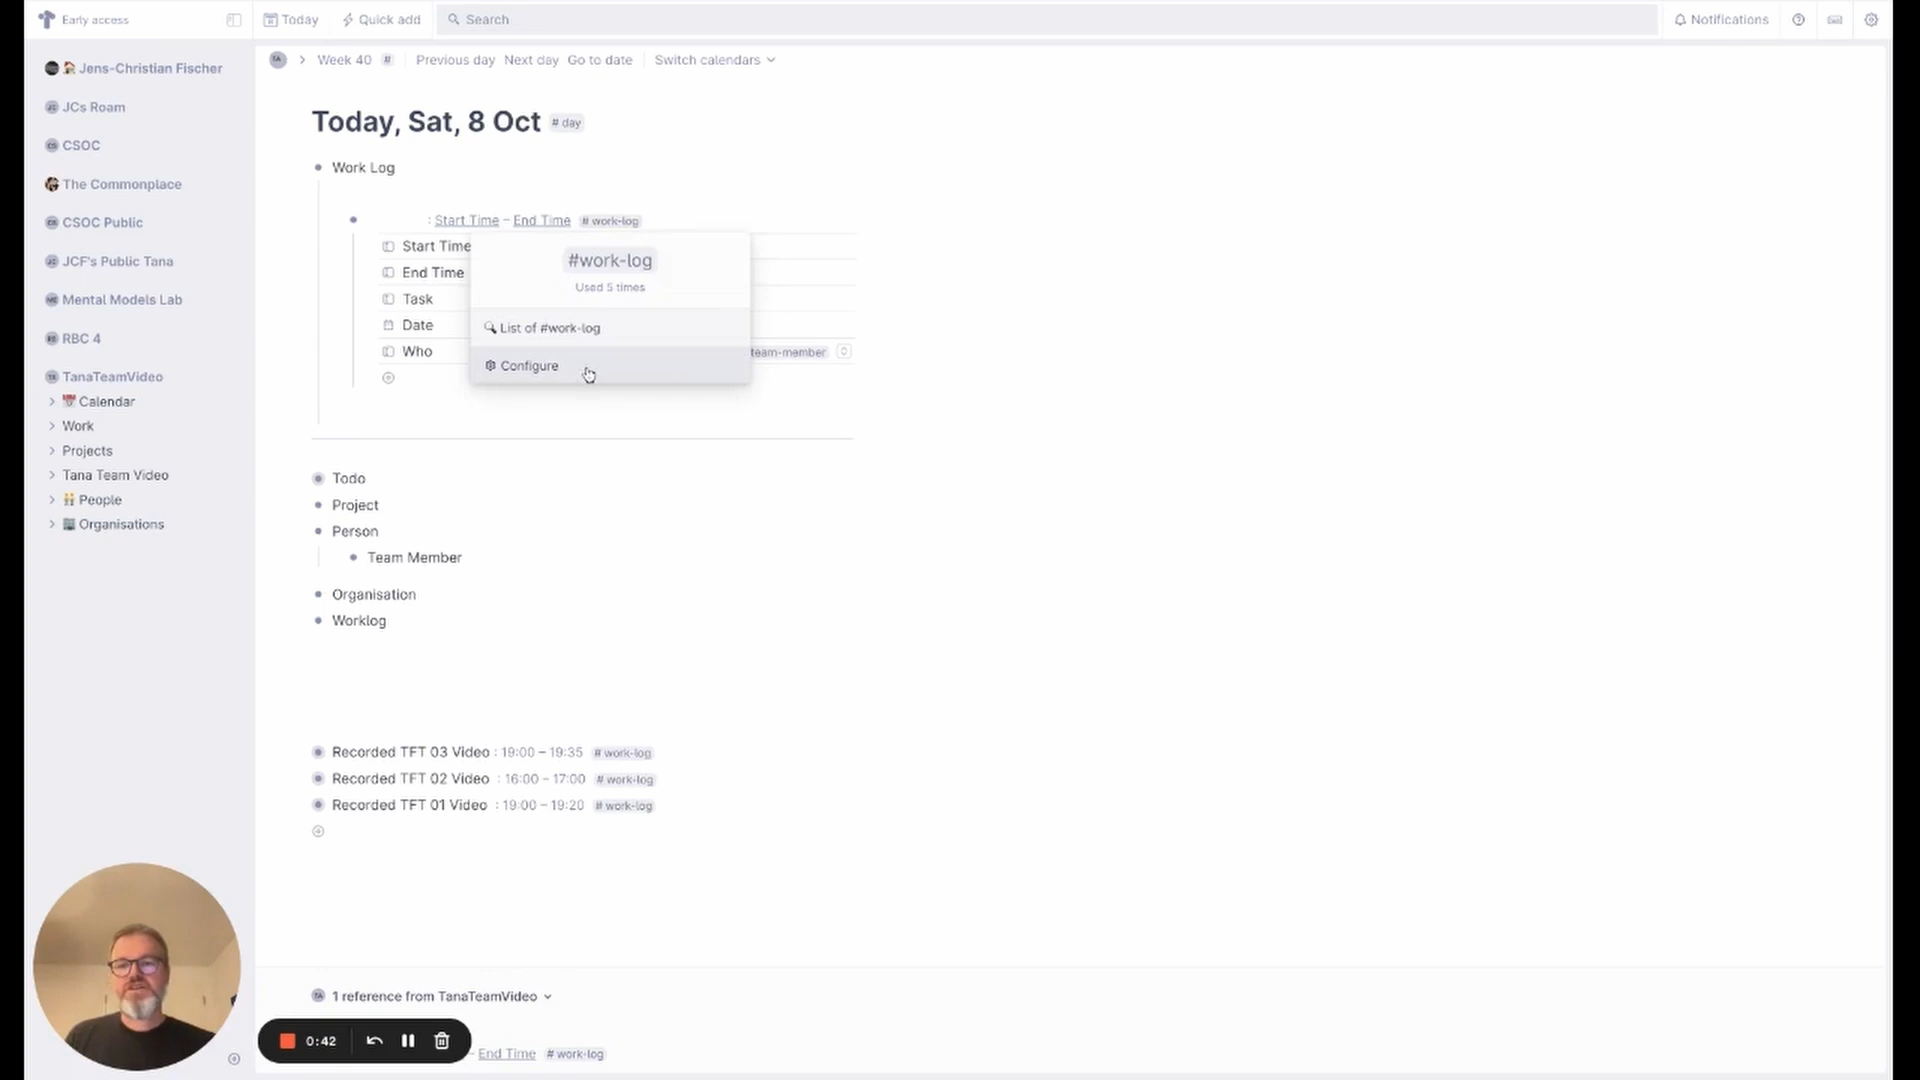 Early access
Today
Quick add
Search
Notifications
Jens-Christian Fischer
JCs Roam
CSOC
The Commonplace
CSOC Public
JCF's Public Tana
Mental Models Lab
RBC 4
TanaTeamVideo
Calendar
Work
Projects
Tana Team Video
People
Organisations
Week 40 #
Previous day Next day Go to date
Switch calendars
Today, Sat, 8 Oct # day
Work Log
: Start Time – End Time # work-log
Start Time
End Time
Task
Date
Who
team-member
#work-log
Used 5 times
List of #work-log
Configure
Todo
Project
Person
Team Member
Organisation
Worklog
Recorded TFT 03 Video : 19:00 – 19:35 # work-log
Recorded TFT 02 Video : 16:00 – 17:00 # work-log
Recorded TFT 01 Video : 19:00 – 19:20 # work-log
1 reference from TanaTeamVideo
0:42
– End Time # work-log